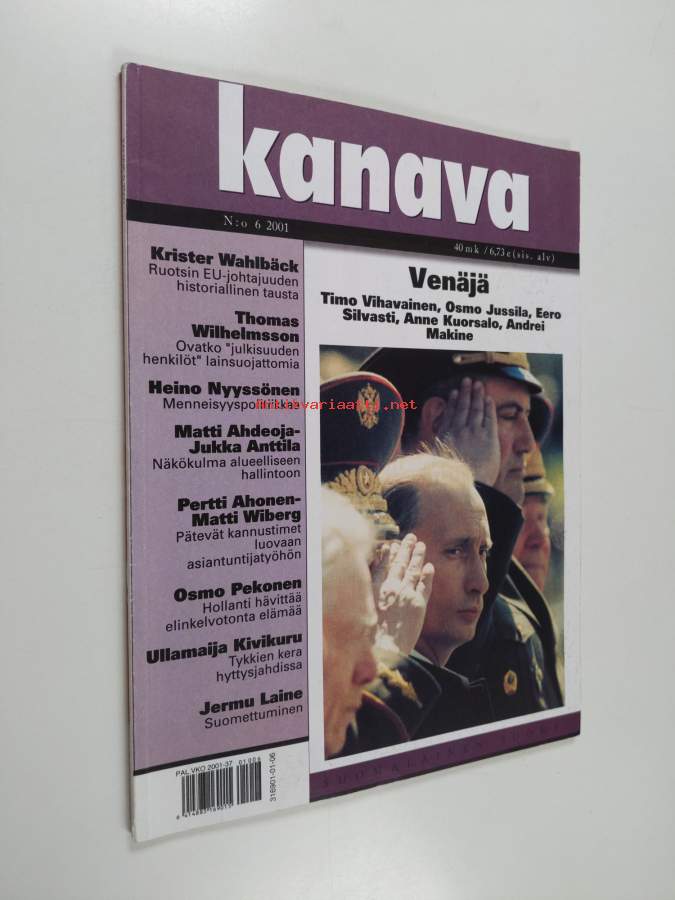 kanava
N:o 6 2001
40 mk / 6,73 e (sis. alv)
Krister Wahlbäck
Ruotsin EU-johtajuuden
historiallinen tausta
Thomas
Wilhelmsson
Ovatko "julkisuuden
henkilöt" lainsuojattomia
Heino Nyyssönen
Matti Ahdeoja-
Jukka Anttila
Näkökulma alueelliseen
hallintoon
Pertti Ahonen-
Matti Wiberg
Pätevät kannustimet
luovaan
asiantuntijatyöhön
Osmo Pekonen
Hollanti hävittää
elinkelvotonta elämää
Ullamaija Kivikuru
Tykkien kera
hyttysjahdissa
Jermu Laine
Suomettuminen
Venäjä
Timo Vihavainen, Osmo Jussila, Eero
Silvasti, Anne Kuorsalo, Andrei
Makine
PAL VKO 2001-37
01006
316901-01-06